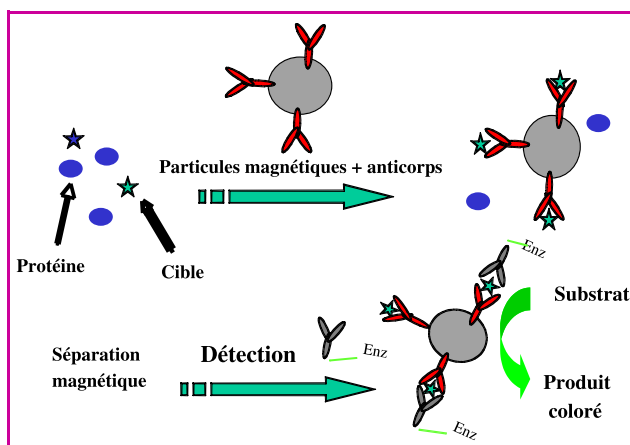 Particules magnétiques + anticorps
Protéine
Cible
Enz
Substrat
Séparation
magnétique
Détection
Enz
Produit
coloré
Enz